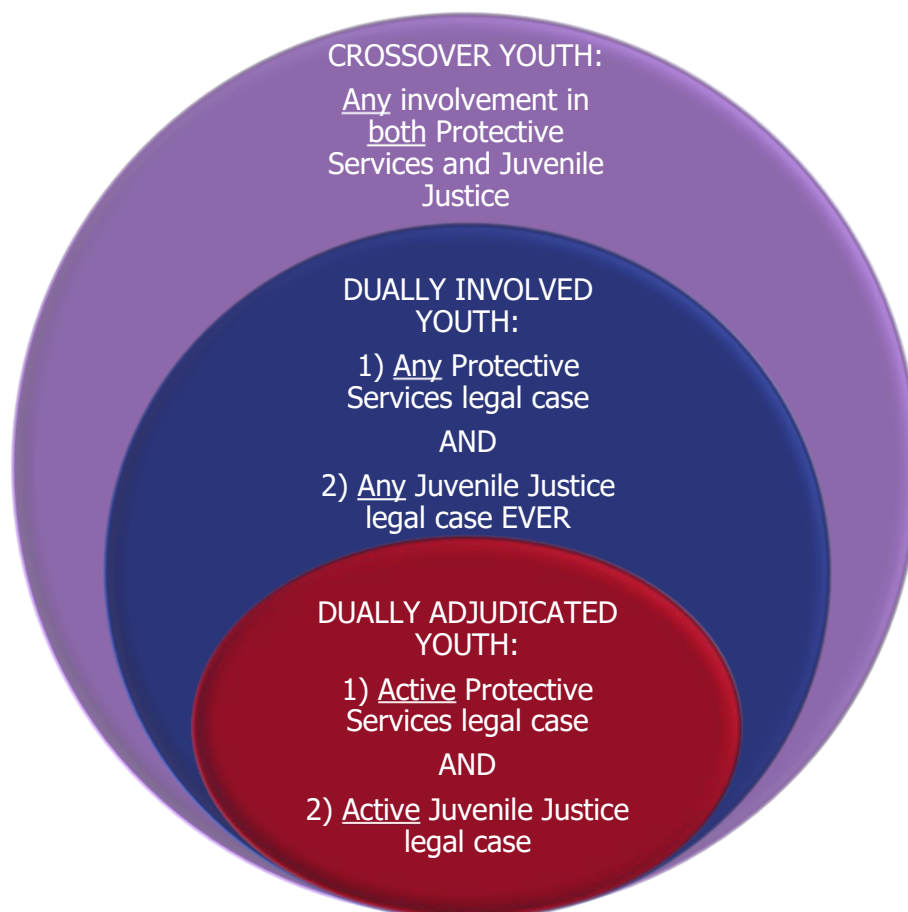 CROSSOVER YOUTH:
Any involvement in
both Protective
Services and Juvenile
Justice
DUALLY INVOLVED
YOUTH:
1) Any Protective
Services legal case
AND
2) Any Juvenile Justice
legal case EVER
DUALLY ADJUDICATED
YOUTH:
1) Active Protective
Services legal case
AND
2) Active Juvenile Justice
legal case